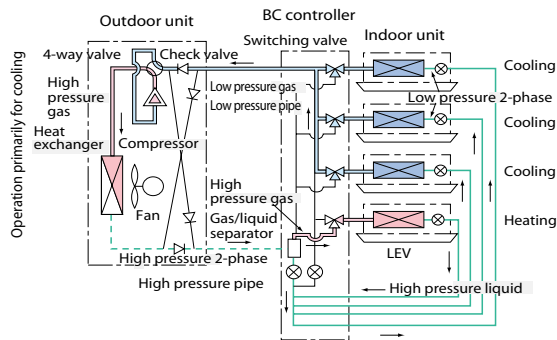 Operation primarily for cooling
Outdoor unit
BC controller
Switching valve
Indoor unit
4-way valve
Check valve
High
pressure
gas
Low pressure gas
Low pressure pipe
Cooling
Low pressure 2-phase
Cooling
Heat
exchanger
Compressor
Cooling
High
pressure gas
Fan
Gas/liquid
separator
Heating
High pressure 2-phase
LEV
High pressure pipe
High pressure liquid